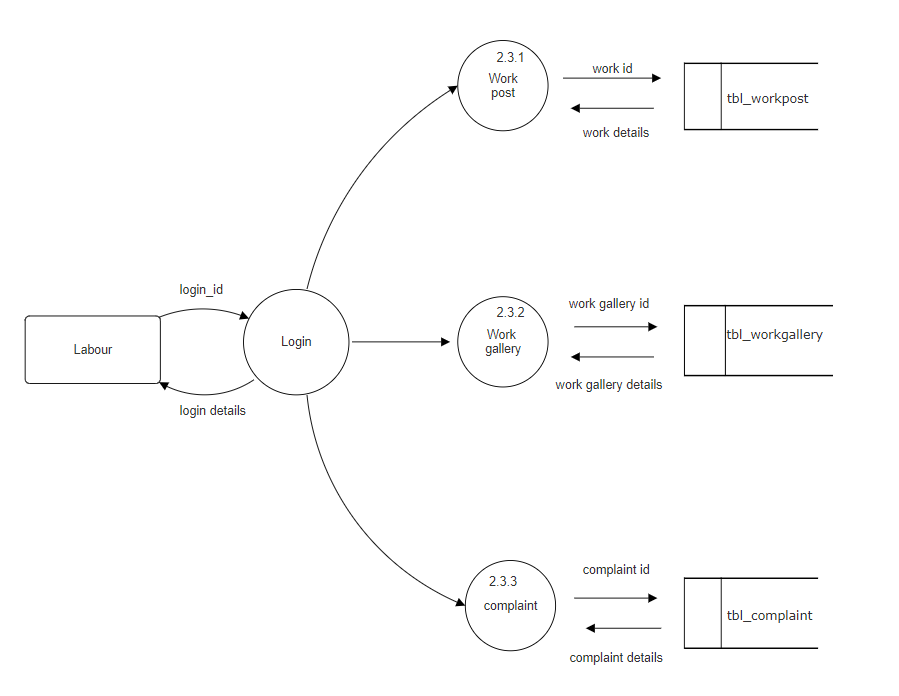 2.3.1
Work
post
work id
work details
tbl_workpost
login_id
Labour
Login
login details
2.3.2
Work
gallery
work gallery id
work gallery details
tbl_workgallery
2.3.3
complaint
complaint id
complaint details
tbl_complaint